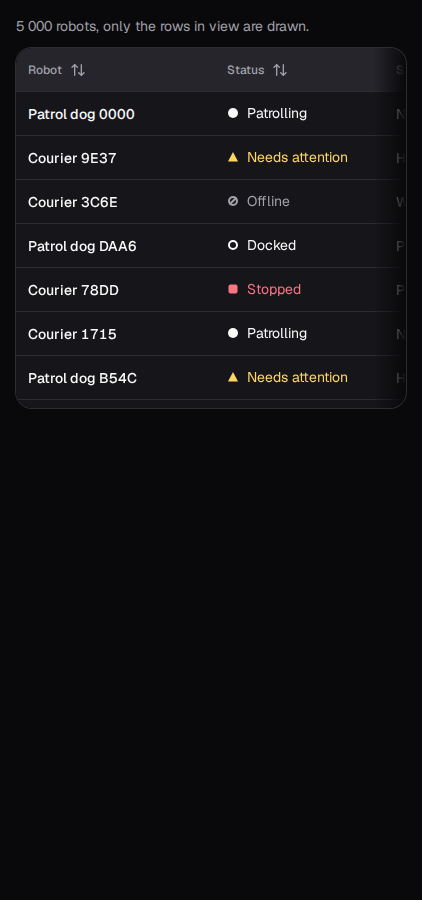 5 000 robots, only the rows in view are drawn.
Robot Status
Patrol dog 0000 Patrolling
Courier 9E37 Needs attention
Courier 3C6E Offline
Patrol dog DAA6 Docked
Courier 78DD Stopped
Courier 1715 Patrolling
Patrol dog B54C Needs attention